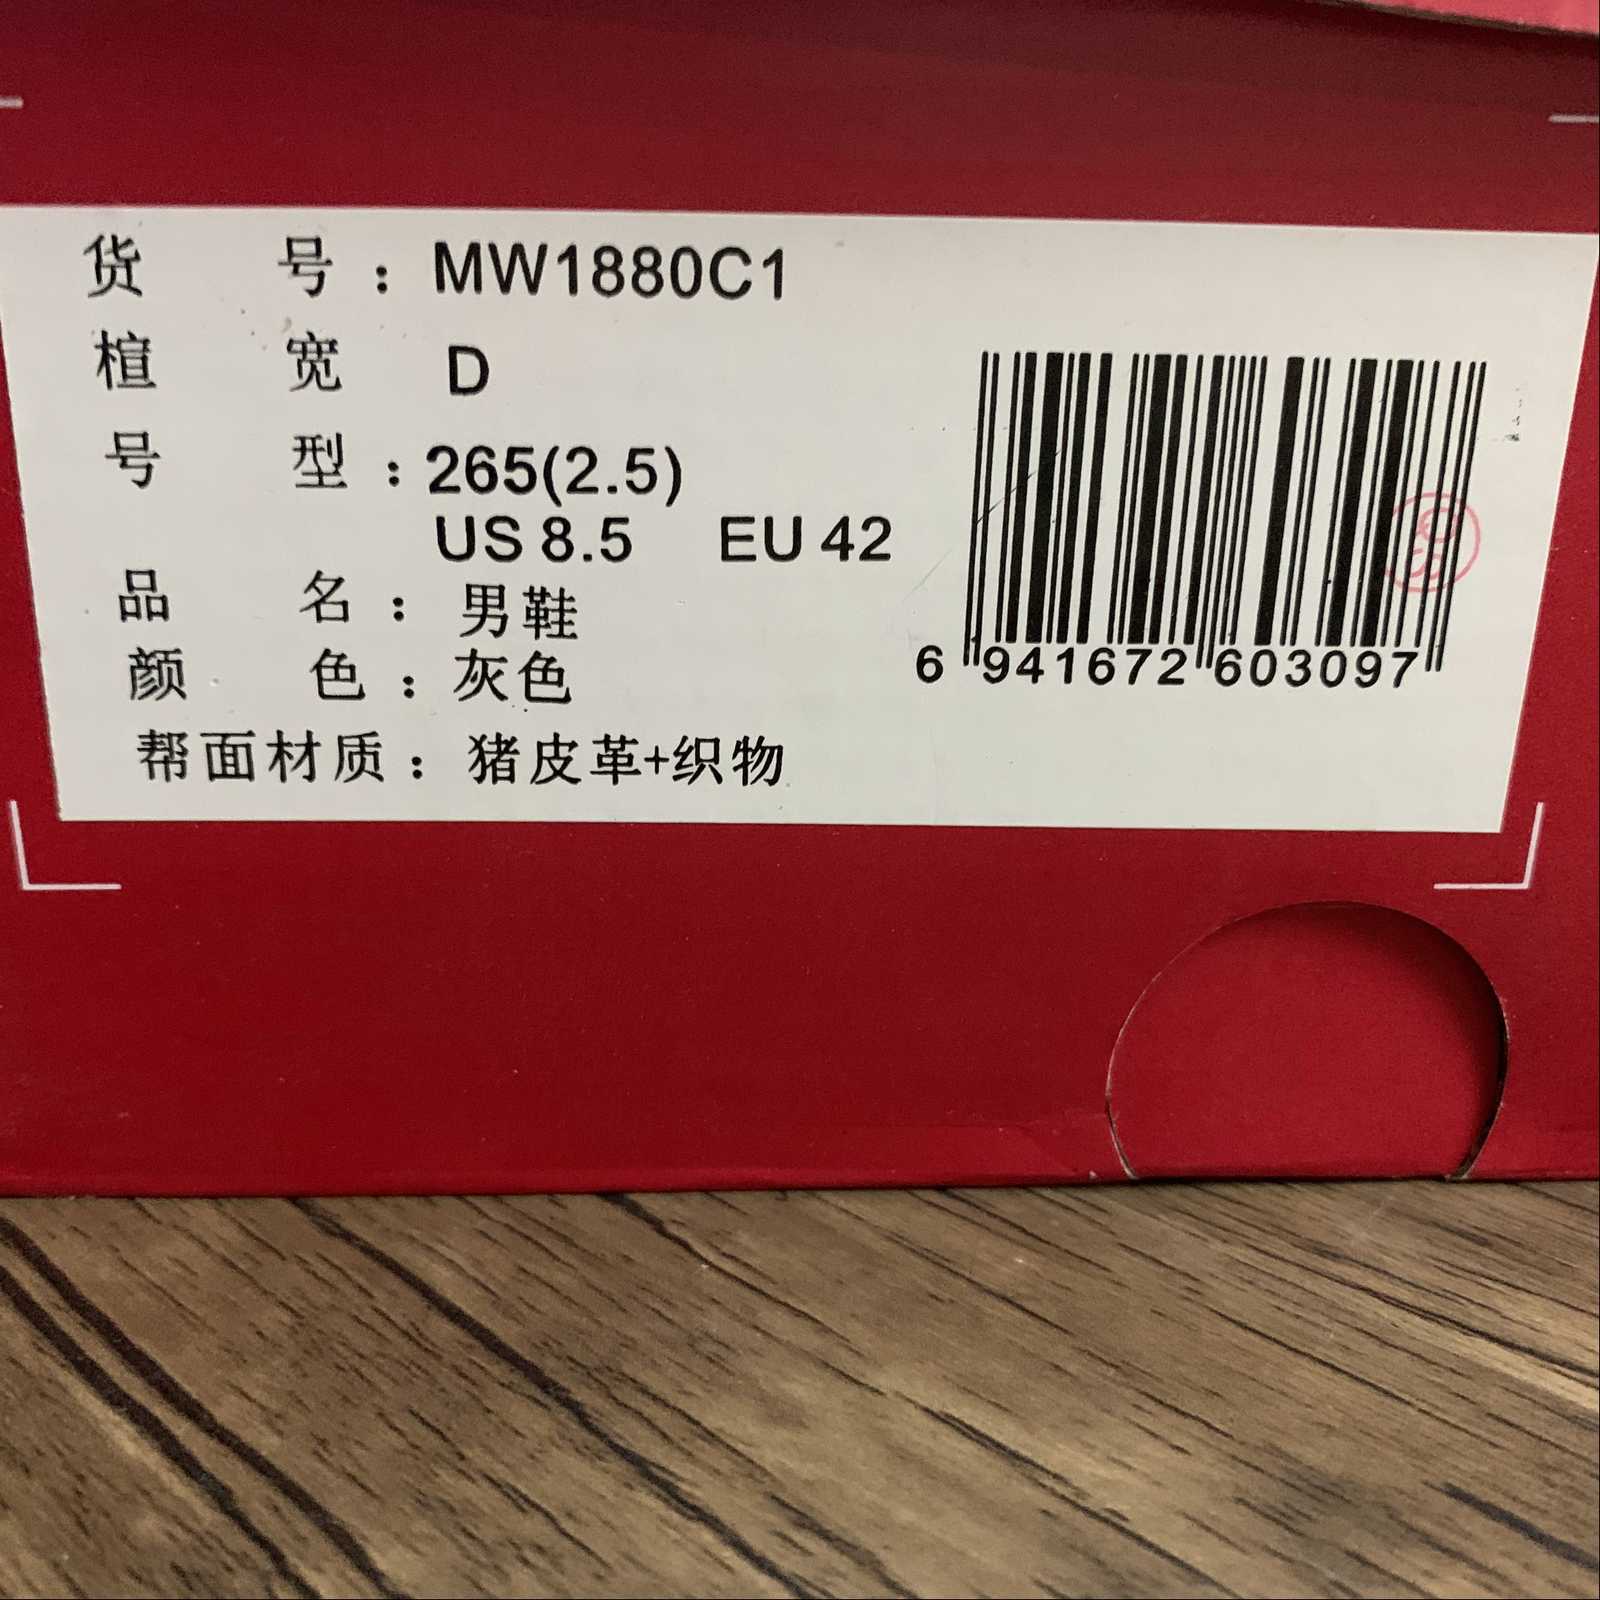 货 号：MW1880C1
楦 宽 D
号 型：265(2.5)
US 8.5 EU 42
品 名：男鞋
颜 色：灰色
帮面材质：猪皮革+织物
6 941672 603097